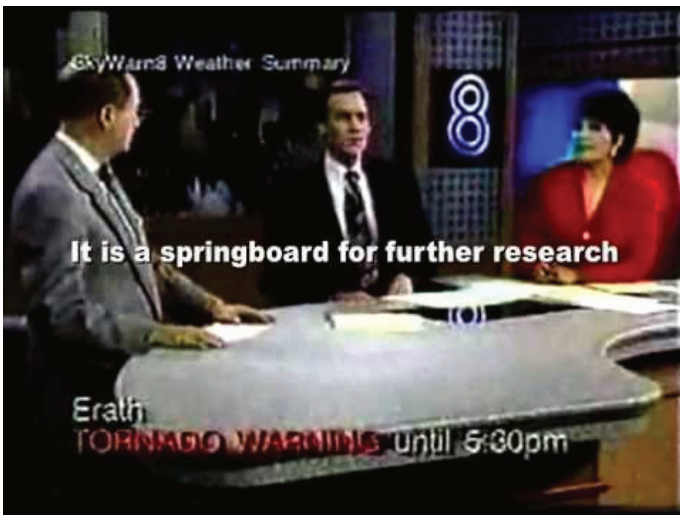 SkyWarn8 Weather Summary
8
It is a springboard for further research
Erath
TORNADO WARNING until 5:30pm